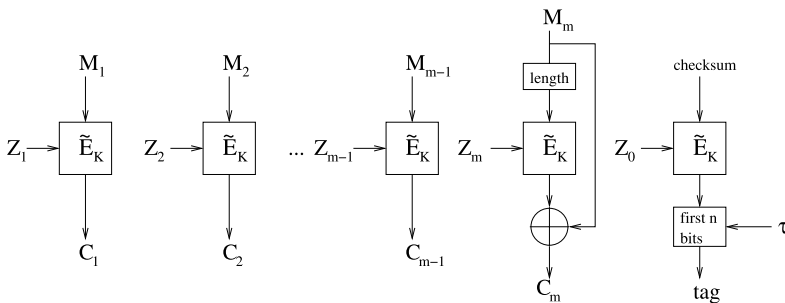 M1 M2 Mm−1 Mm checksum
length
Z1 ẼK Z2 ẼK ... Zm−1 ẼK Zm ẼK Z0 ẼK
first n
bits
τ
C1 C2 Cm−1 Cm tag